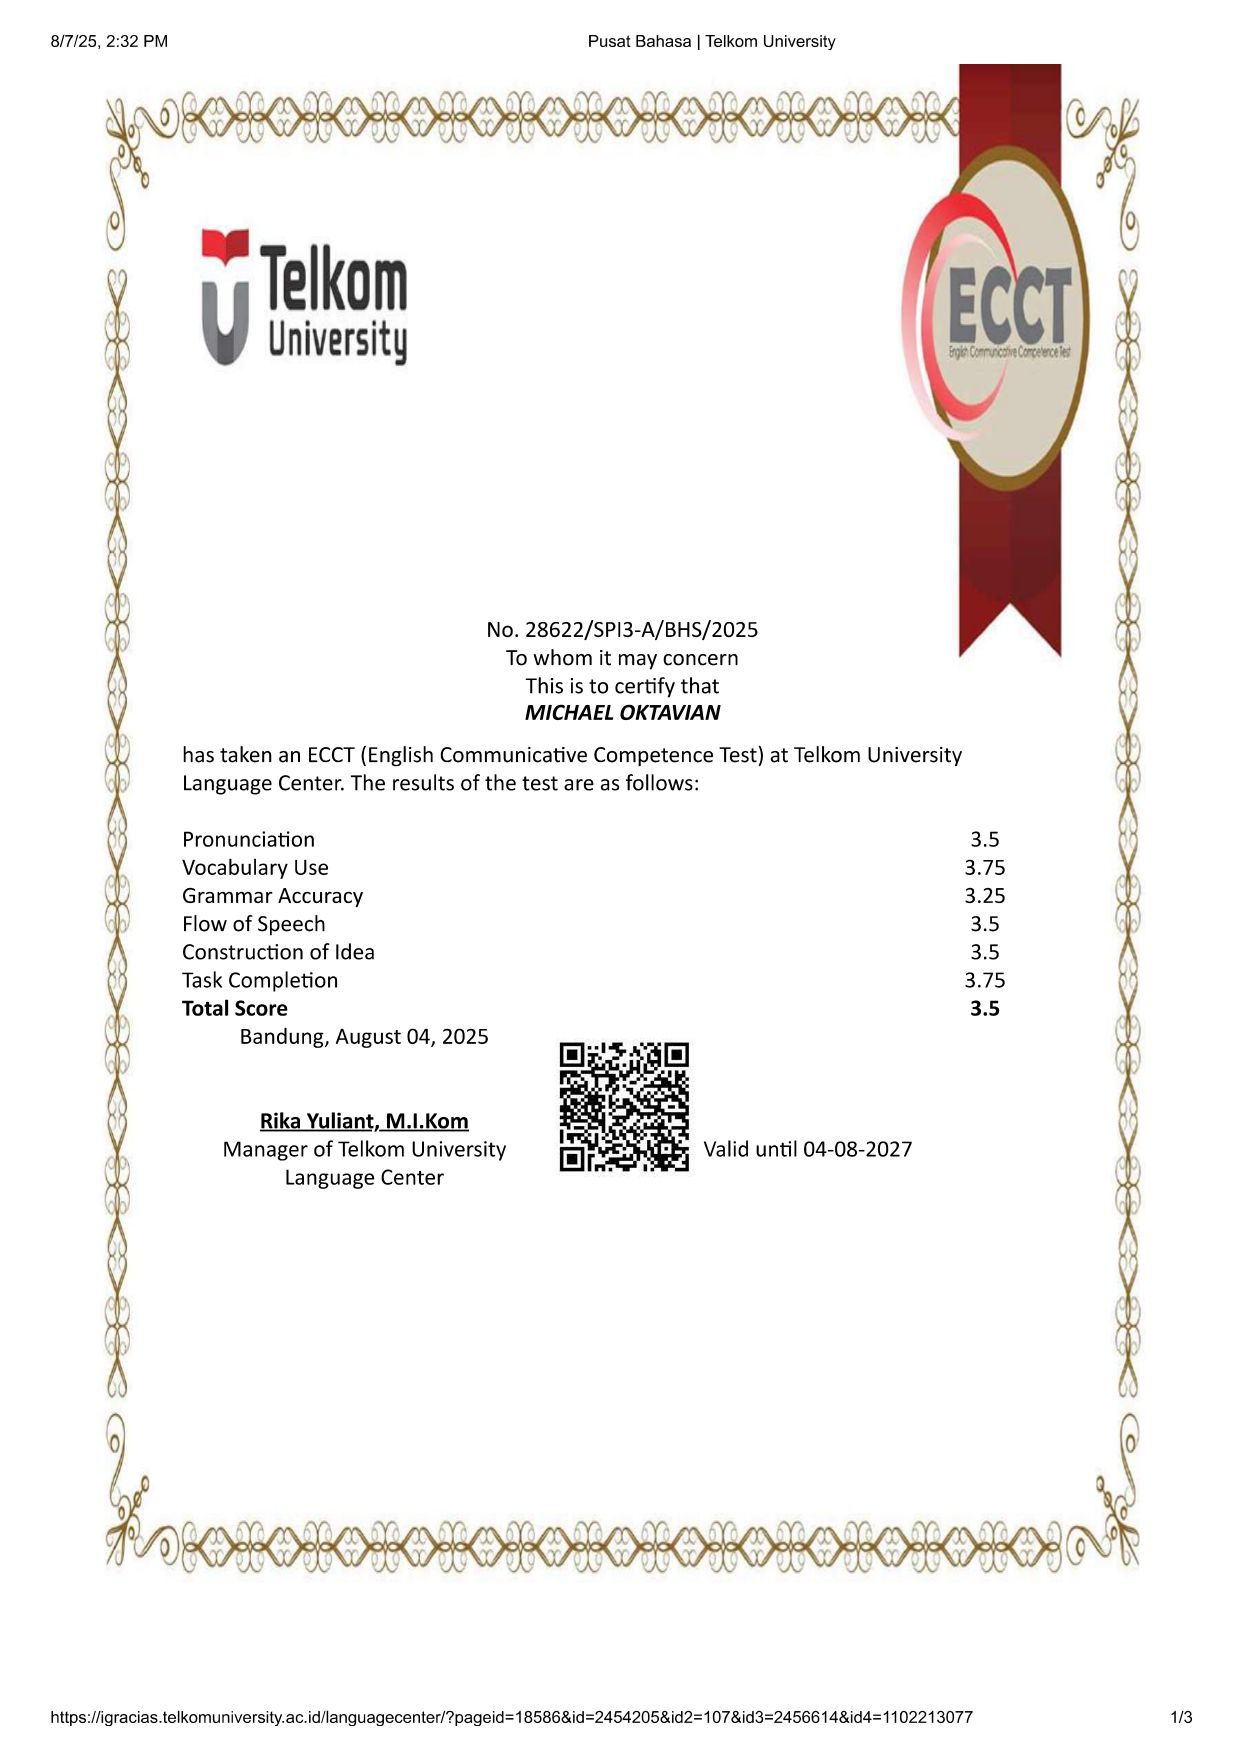 8/7/25, 2:32 PM
Pusat Bahasa | Telkom University
Telkom
University
ECCT
English Communicative Competence Test
No. 28622/SPI3-A/BHS/2025
To whom it may concern
This is to certify that
MICHAEL OKTAVIAN
has taken an ECCT (English Communicative Competence Test) at Telkom University
Language Center. The results of the test are as follows:
Pronunciation 3.5
Vocabulary Use 3.75
Grammar Accuracy 3.25
Flow of Speech 3.5
Construction of Idea 3.5
Task Completion 3.75
Total Score 3.5
Bandung, August 04, 2025
Rika Yuliant, M.I.Kom
Manager of Telkom University
Language Center
Valid until 04-08-2027
https://igracias.telkomuniversity.ac.id/languagecenter/?pageid=18586&id=2454205&id2=107&id3=2456614&id4=1102213077
1/3